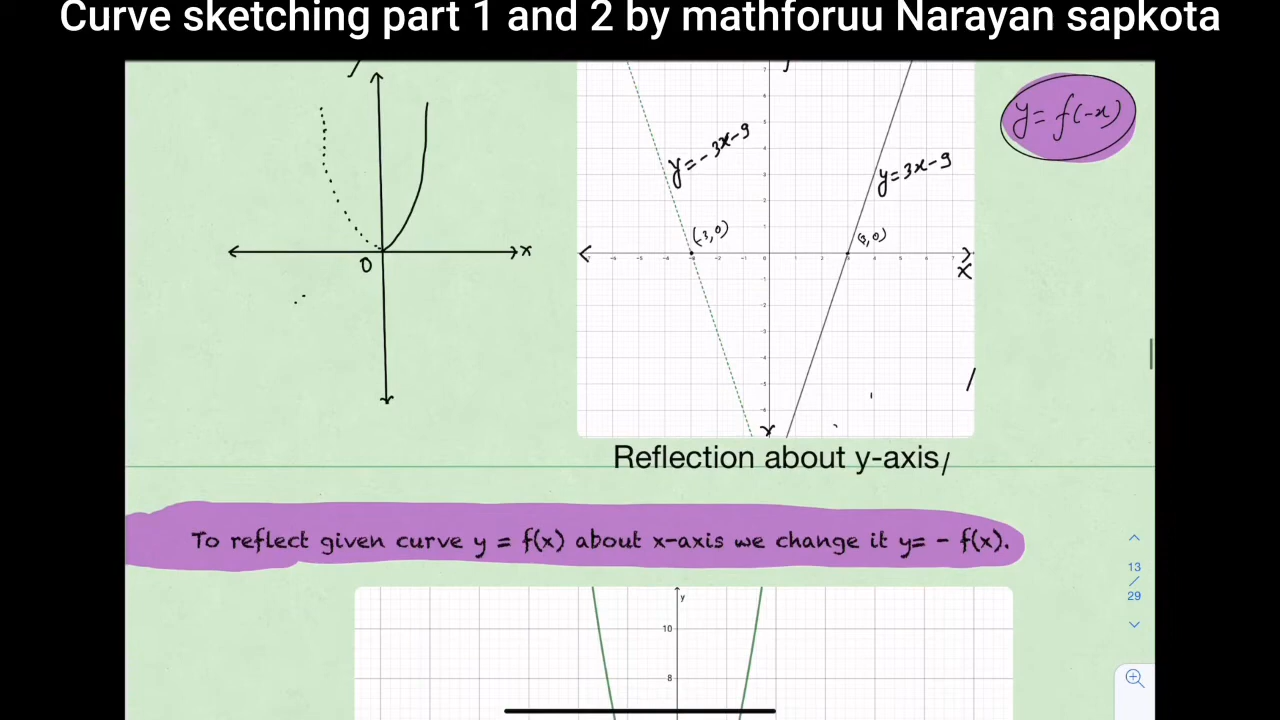 Curve sketching part 1 and 2 by mathforuu Narayan sapkota
y = f(-x)
y = -3x-9
y = 3x-9
(-3,0)
(3,0)
x
0
x
Reflection about y-axis
To reflect given curve y = f(x) about x-axis we change it y= - f(x).
13
/
29
y
10
8